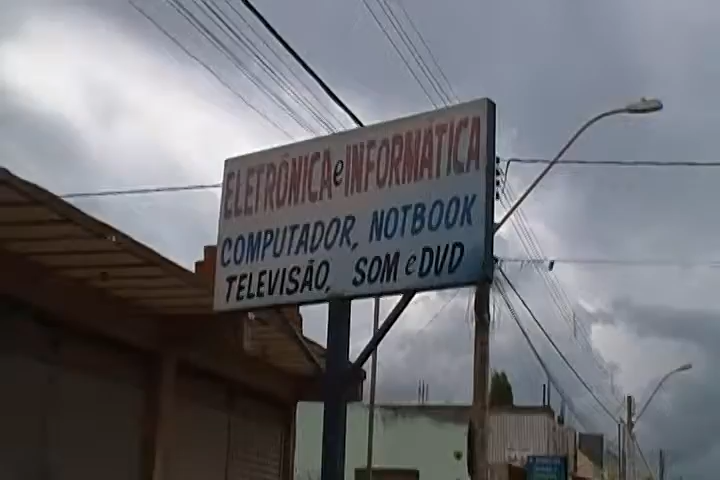 ELETRÔNICA e INFORMÁTICA
COMPUTADOR, NOTBOOK
TELEVISÃO, SOM e DVD